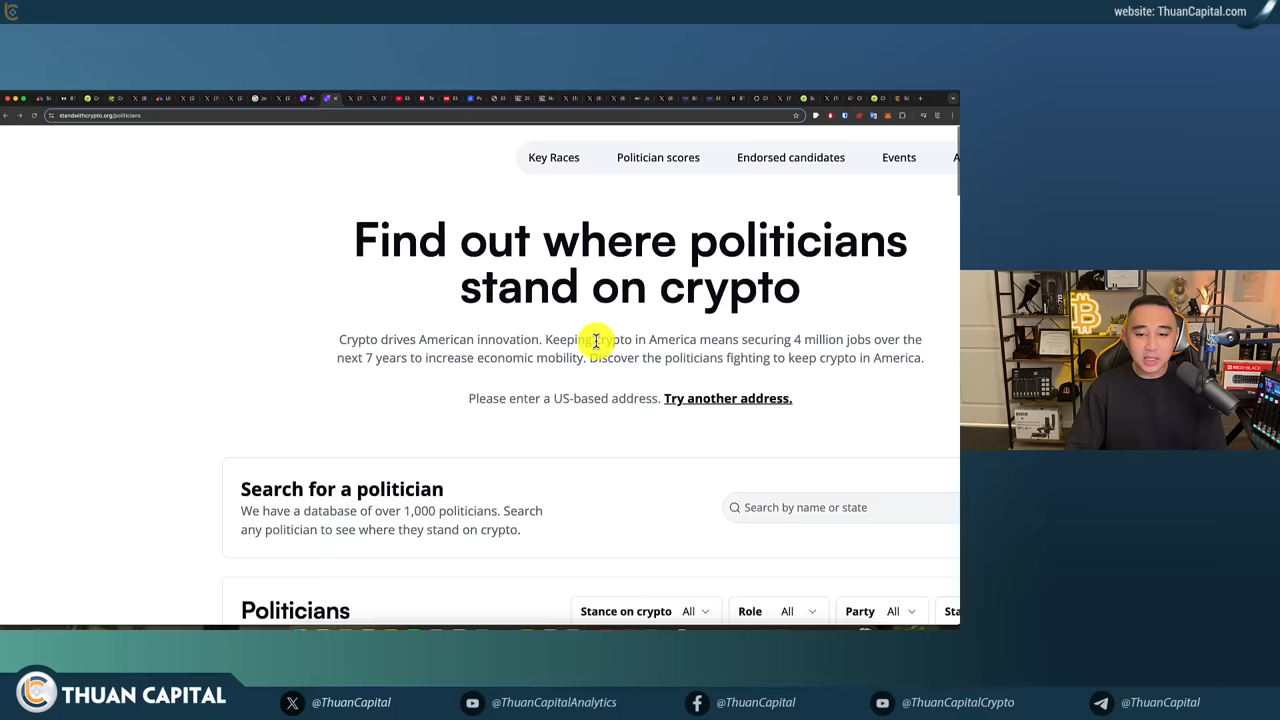 website: ThuanCapital.com
standwithcrypto.org/politicians
Key Races
Politician scores
Endorsed candidates
Events
Find out where politicians
stand on crypto
Crypto drives American innovation. Keeping crypto in America means securing 4 million jobs over the
next 7 years to increase economic mobility. Discover the politicians fighting to keep crypto in America.
Please enter a US-based address. Try another address.
Search for a politician
We have a database of over 1,000 politicians. Search
any politician to see where they stand on crypto.
Search by name or state
Politicians
Stance on crypto All
Role All
Party All
Sta
THUAN CAPITAL
@ThuanCapital
@ThuanCapitalAnalytics
@ThuanCapital
@ThuanCapitalCrypto
@ThuanCapital